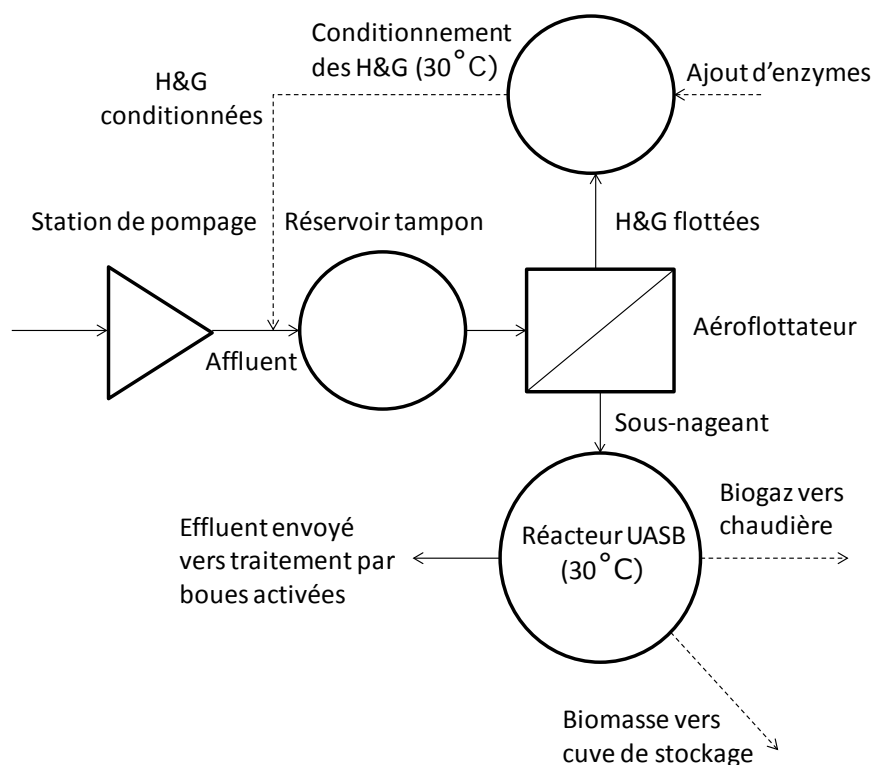 Conditionnement
des H&G (30°C)
H&G
conditionnées
Ajout d’enzymes
Station de pompage
Réservoir tampon
H&G flottées
Affluent
Aéroflottateur
Sous-nageant
Effluent envoyé
vers traitement par
boues activées
Réacteur UASB
(30°C)
Biogaz vers
chaudière
Biomasse vers
cuve de stockage